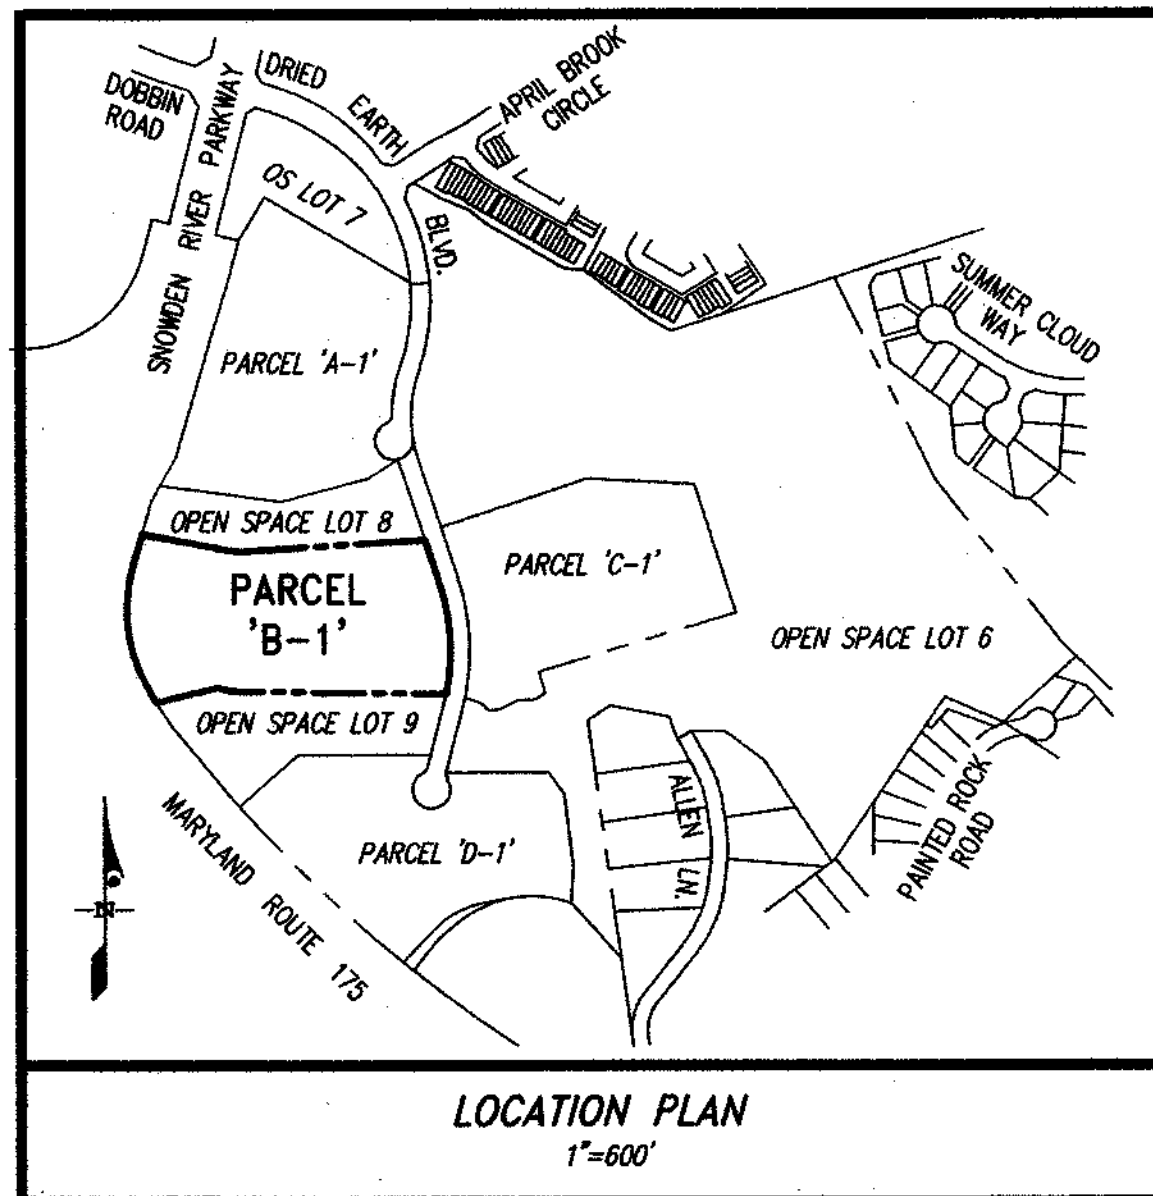 DOBBIN
ROAD
SNOWDEN RIVER PARKWAY
DRIED EARTH BLVD.
APRIL BROOK
CIRCLE
OS LOT 7
SUMMER CLOUD
WAY
PARCEL 'A-1'
OPEN SPACE LOT 8
PARCEL
'B-1'
PARCEL 'C-1'
OPEN SPACE LOT 6
OPEN SPACE LOT 9
ALLEN LN.
PAINTED ROCK
ROAD
PARCEL 'D-1'
MARYLAND ROUTE 175
N
LOCATION PLAN
1"=600'